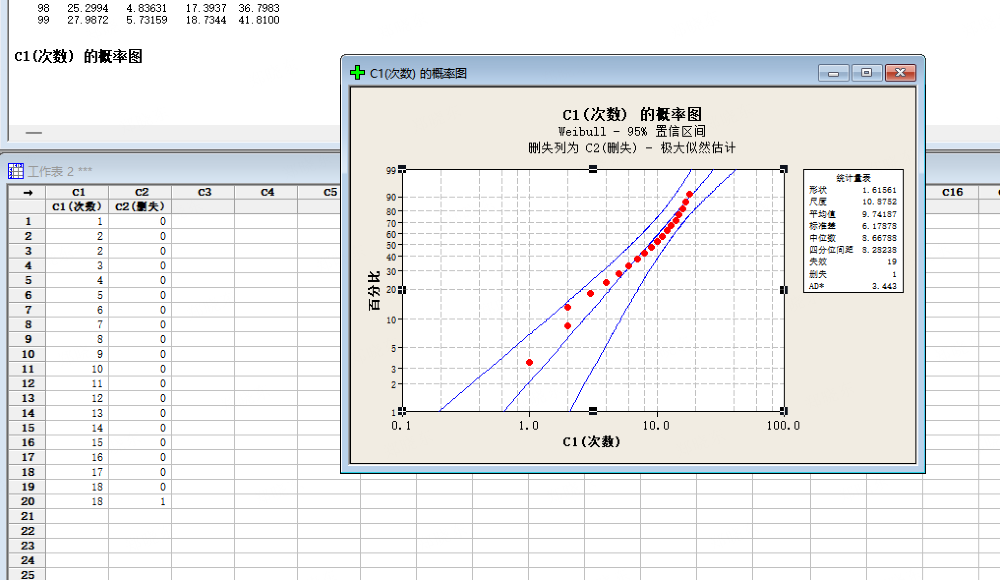 98 25.2994 4.83631 17.3937 36.7983
99 27.9872 5.73159 18.7344 41.8100
C1(次数) 的概率图
C1(次数) 的概率图
C1(次数) 的概率图
Weibull - 95% 置信区间
删失列为 C2(删失) - 极大似然估计
99
90
80
70
60
50
40
30
20
10
5
3
2
1
百分比
0.1 1.0 10.0 100.0
C1(次数)
统计量表
形状 1.61561
尺度 10.8752
平均值 9.74187
标准差 6.17878
中位数 8.66788
四分位间距 8.28238
失效 19
删失 1
AD* 3.443
工作表 2 ***
→ C1 C2 C3 C4 C5 C16
C1(次数) C2(删失)
1 1 0
2 2 0
3 2 0
4 3 0
5 4 0
6 5 0
7 6 0
8 7 0
9 8 0
10 9 0
11 10 0
12 11 0
13 12 0
14 13 0
15 14 0
16 15 0
17 16 0
18 17 0
19 18 0
20 18 1
21
22
23
24
25